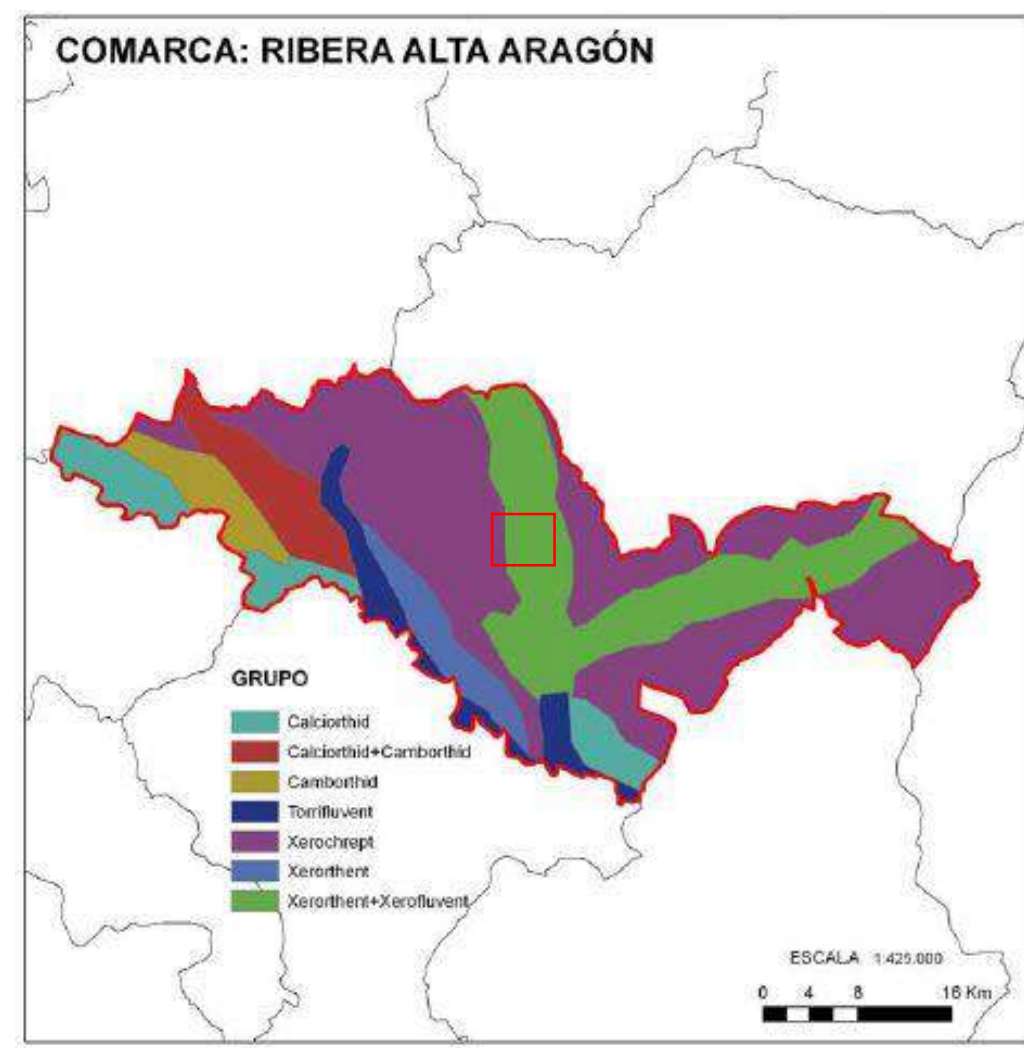 COMARCA: RIBERA ALTA ARAGÓN
GRUPO
Calciorthid
Calciorthid+Camborthid
Camborthid
Torrifluvent
Xerochrept
Xerorthent
Xerorthent+Xerofluvent
ESCALA 1:425.000
0 4 8 16 Km